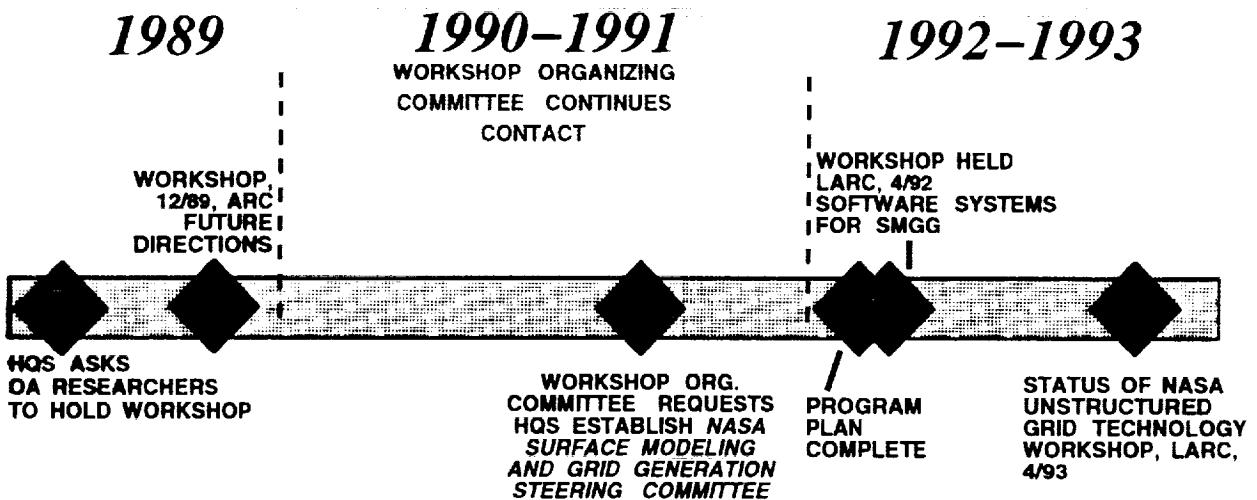 1989
1990–1991
1992–1993
WORKSHOP ORGANIZING
COMMITTEE CONTINUES
CONTACT
WORKSHOP,
12/89, ARC
FUTURE
DIRECTIONS
WORKSHOP HELD
LARC, 4/92
SOFTWARE SYSTEMS
FOR SMGG
HQS ASKS
OA RESEARCHERS
TO HOLD WORKSHOP
WORKSHOP ORG.
COMMITTEE REQUESTS
HQS ESTABLISH NASA
SURFACE MODELING
AND GRID GENERATION
STEERING COMMITTEE
PROGRAM
PLAN
COMPLETE
STATUS OF NASA
UNSTRUCTURED
GRID TECHNOLOGY
WORKSHOP, LARC,
4/93